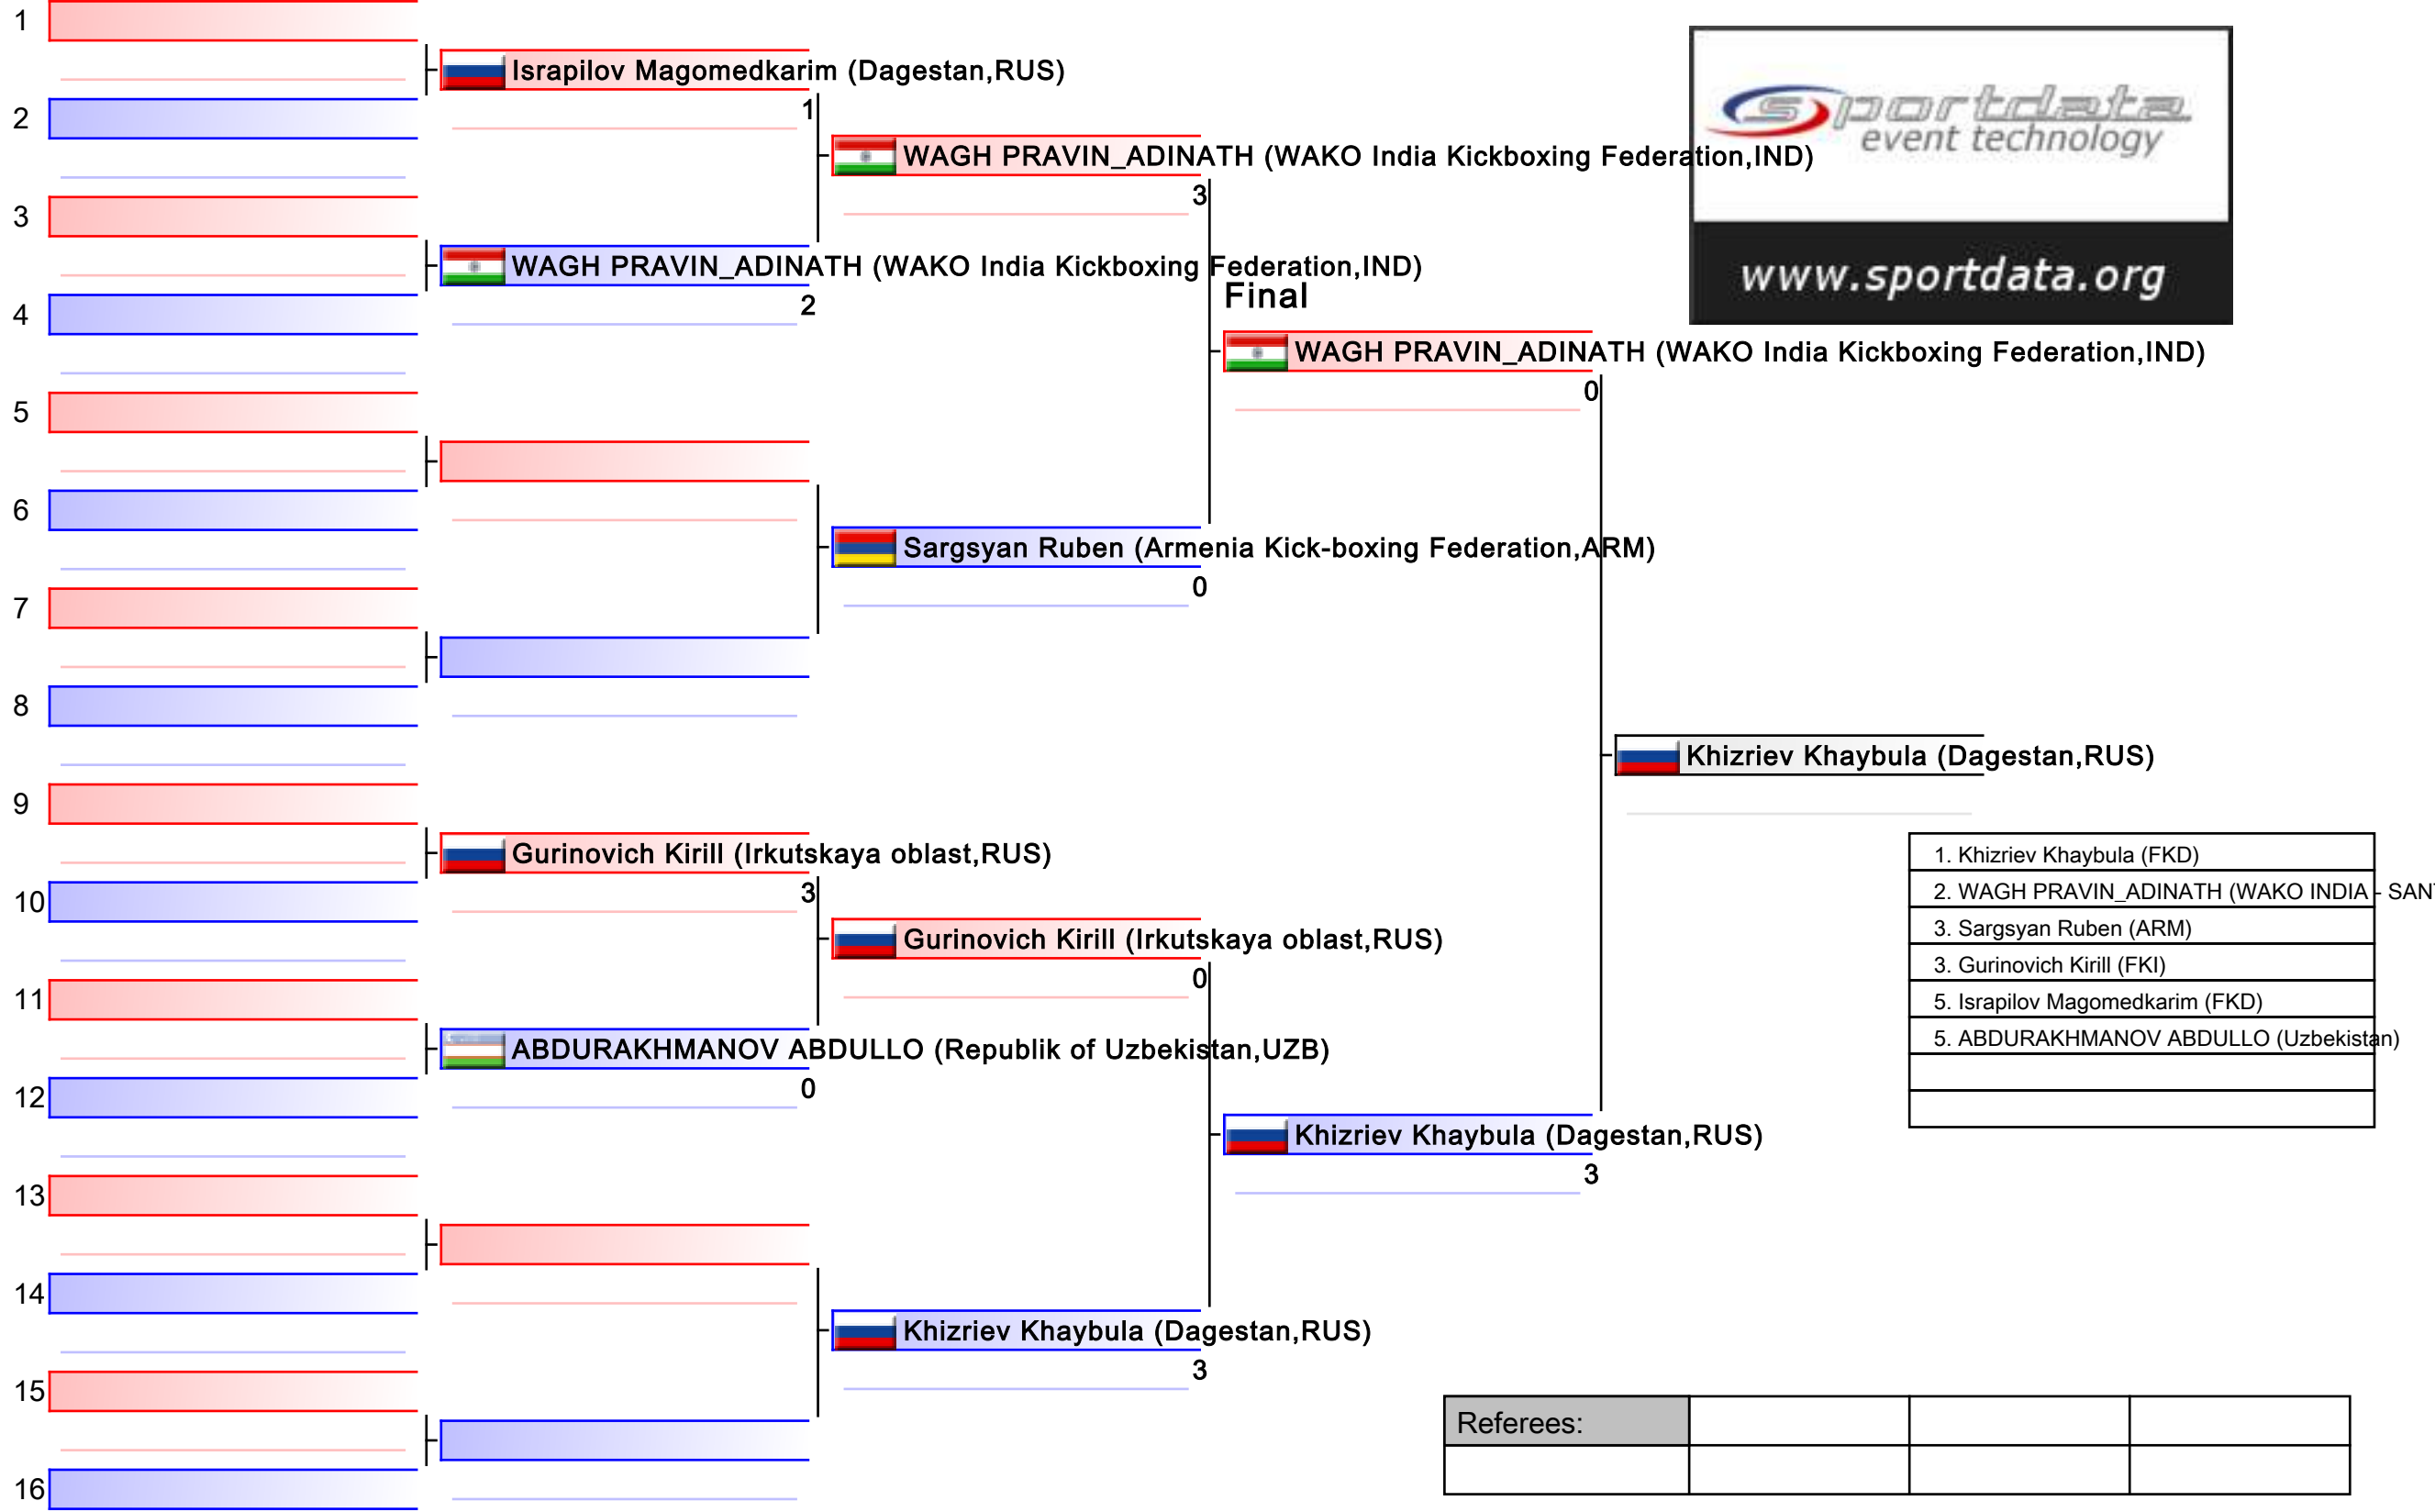 1
Israpilov Magomedkarim (Dagestan,RUS)
1
2
WAGH PRAVIN_ADINATH (WAKO India Kickboxing Federation,IND)
3
3
WAGH PRAVIN_ADINATH (WAKO India Kickboxing Federation,IND)
2
4
sportdata
event technology
www.sportdata.org
Final
WAGH PRAVIN_ADINATH (WAKO India Kickboxing Federation,IND)
0
5
6
Sargsyan Ruben (Armenia Kick-boxing Federation,ARM)
0
7
8
Khizriev Khaybula (Dagestan,RUS)
9
Gurinovich Kirill (Irkutskaya oblast,RUS)
3
10
Gurinovich Kirill (Irkutskaya oblast,RUS)
0
11
ABDURAKHMANOV ABDULLO (Republik of Uzbekistan,UZB)
0
12
1. Khizriev Khaybula (FKD)
2. WAGH PRAVIN_ADINATH (WAKO INDIA - SAN
3. Sargsyan Ruben (ARM)
3. Gurinovich Kirill (FKI)
5. Israpilov Magomedkarim (FKD)
5. ABDURAKHMANOV ABDULLO (Uzbekistan)
Khizriev Khaybula (Dagestan,RUS)
3
13
14
Khizriev Khaybula (Dagestan,RUS)
3
15
16
Referees: